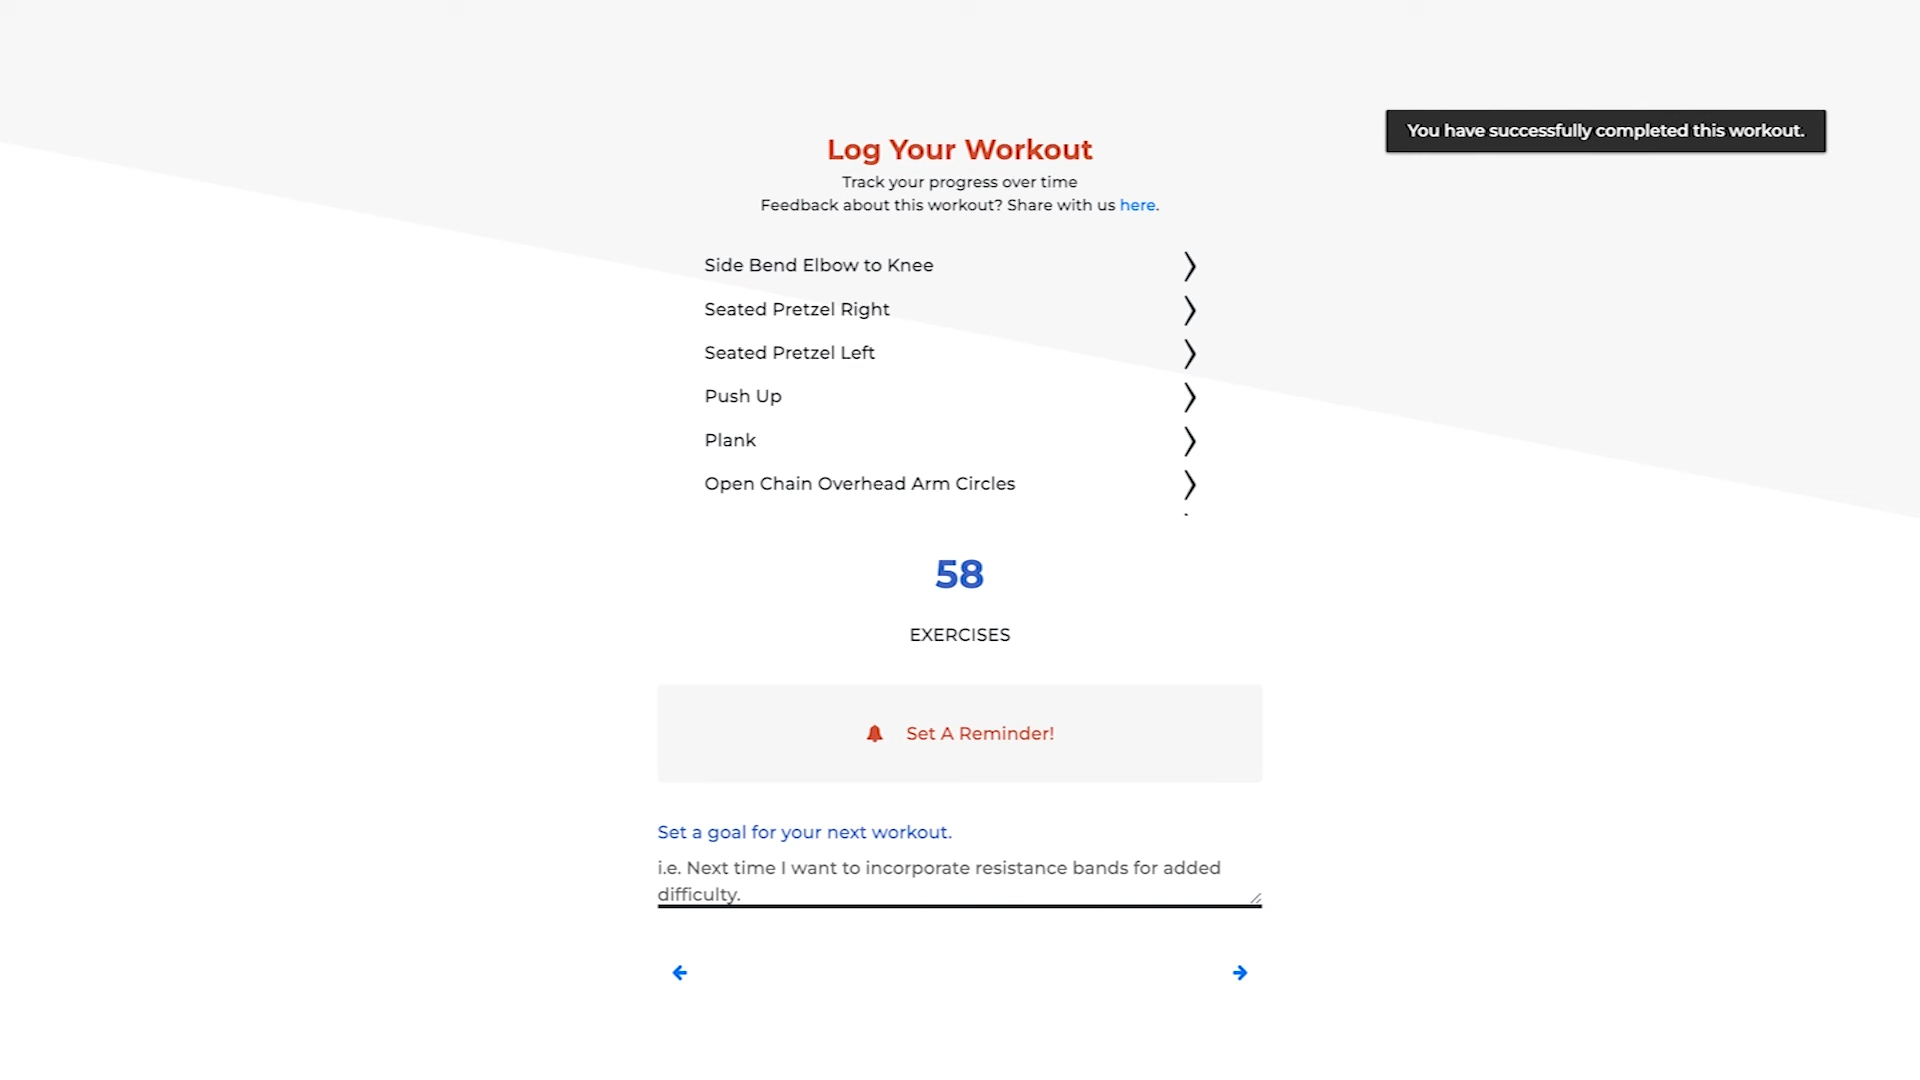 You have successfully completed this workout.
Log Your Workout
Track your progress over time
Feedback about this workout? Share with us here.
Side Bend Elbow to Knee
Seated Pretzel Right
Seated Pretzel Left
Push Up
Plank
Open Chain Overhead Arm Circles
58
EXERCISES
Set A Reminder!
Set a goal for your next workout.
i.e. Next time I want to incorporate resistance bands for added
difficulty.